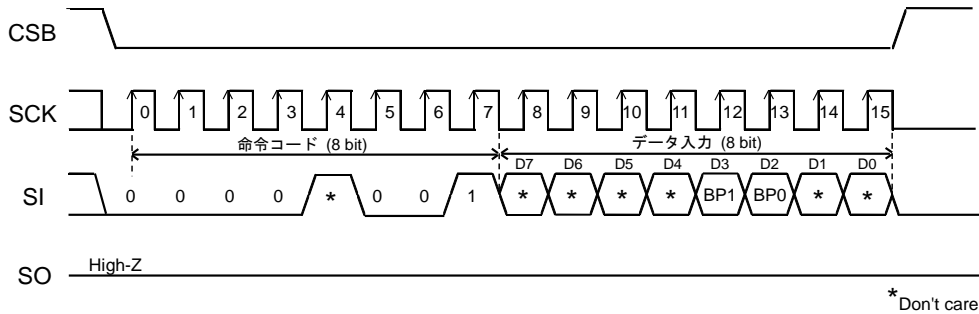 CSB
SCK 0 1 2 3 4 5 6 7 8 9 10 11 12 13 14 15
命令コード (8 bit) データ入力 (8 bit)
D7 D6 D5 D4 D3 D2 D1 D0
SI 0 0 0 0 * 0 0 1 * * * * BP1 BP0 * *
High-Z
SO
*Don't care